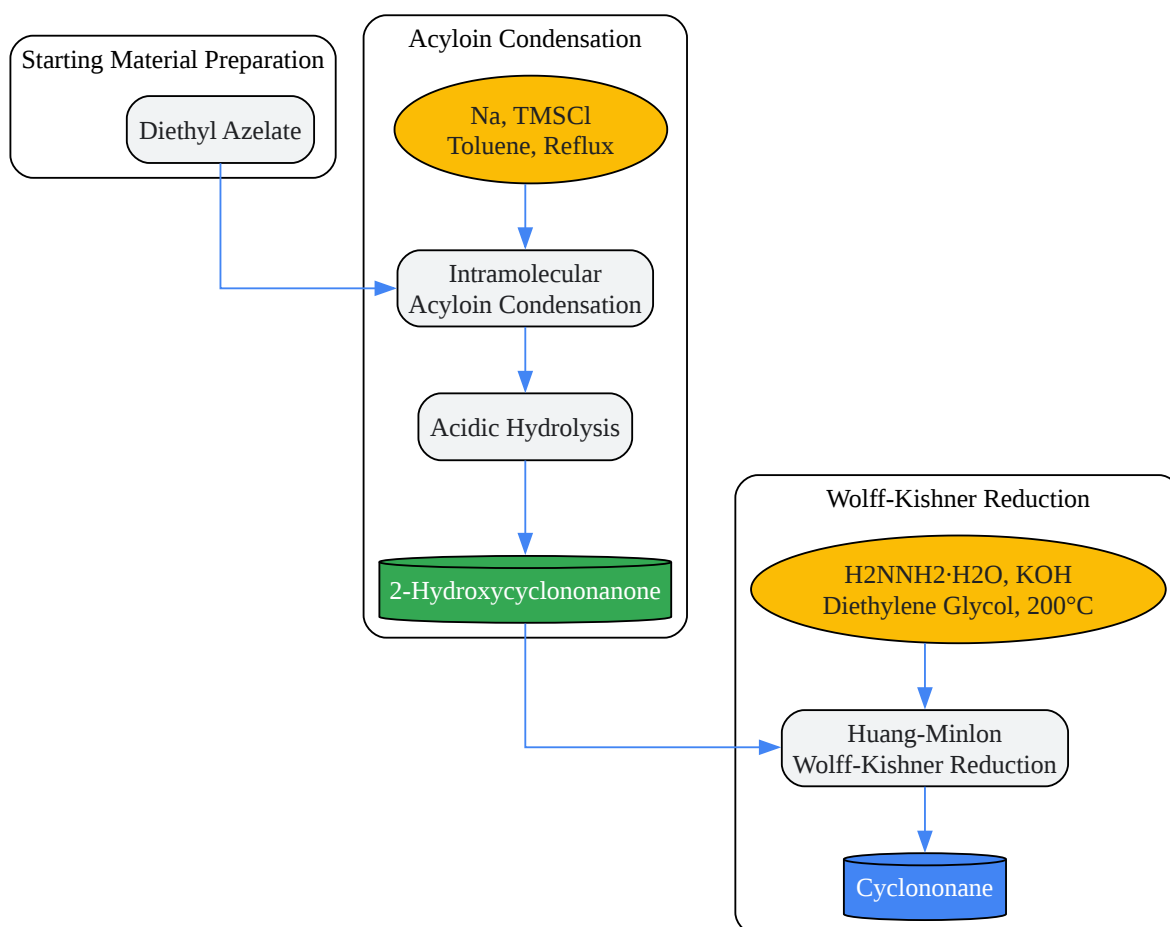 Starting Material Preparation
Diethyl Azelate
Acyloin Condensation
Na, TMSCl
Toluene, Reflux
Intramolecular
Acyloin Condensation
Acidic Hydrolysis
2-Hydroxycyclononanone
Wolff-Kishner Reduction
H2NNH2·H2O, KOH
Diethylene Glycol, 200°C
Huang-Minlon
Wolff-Kishner Reduction
Cyclononane